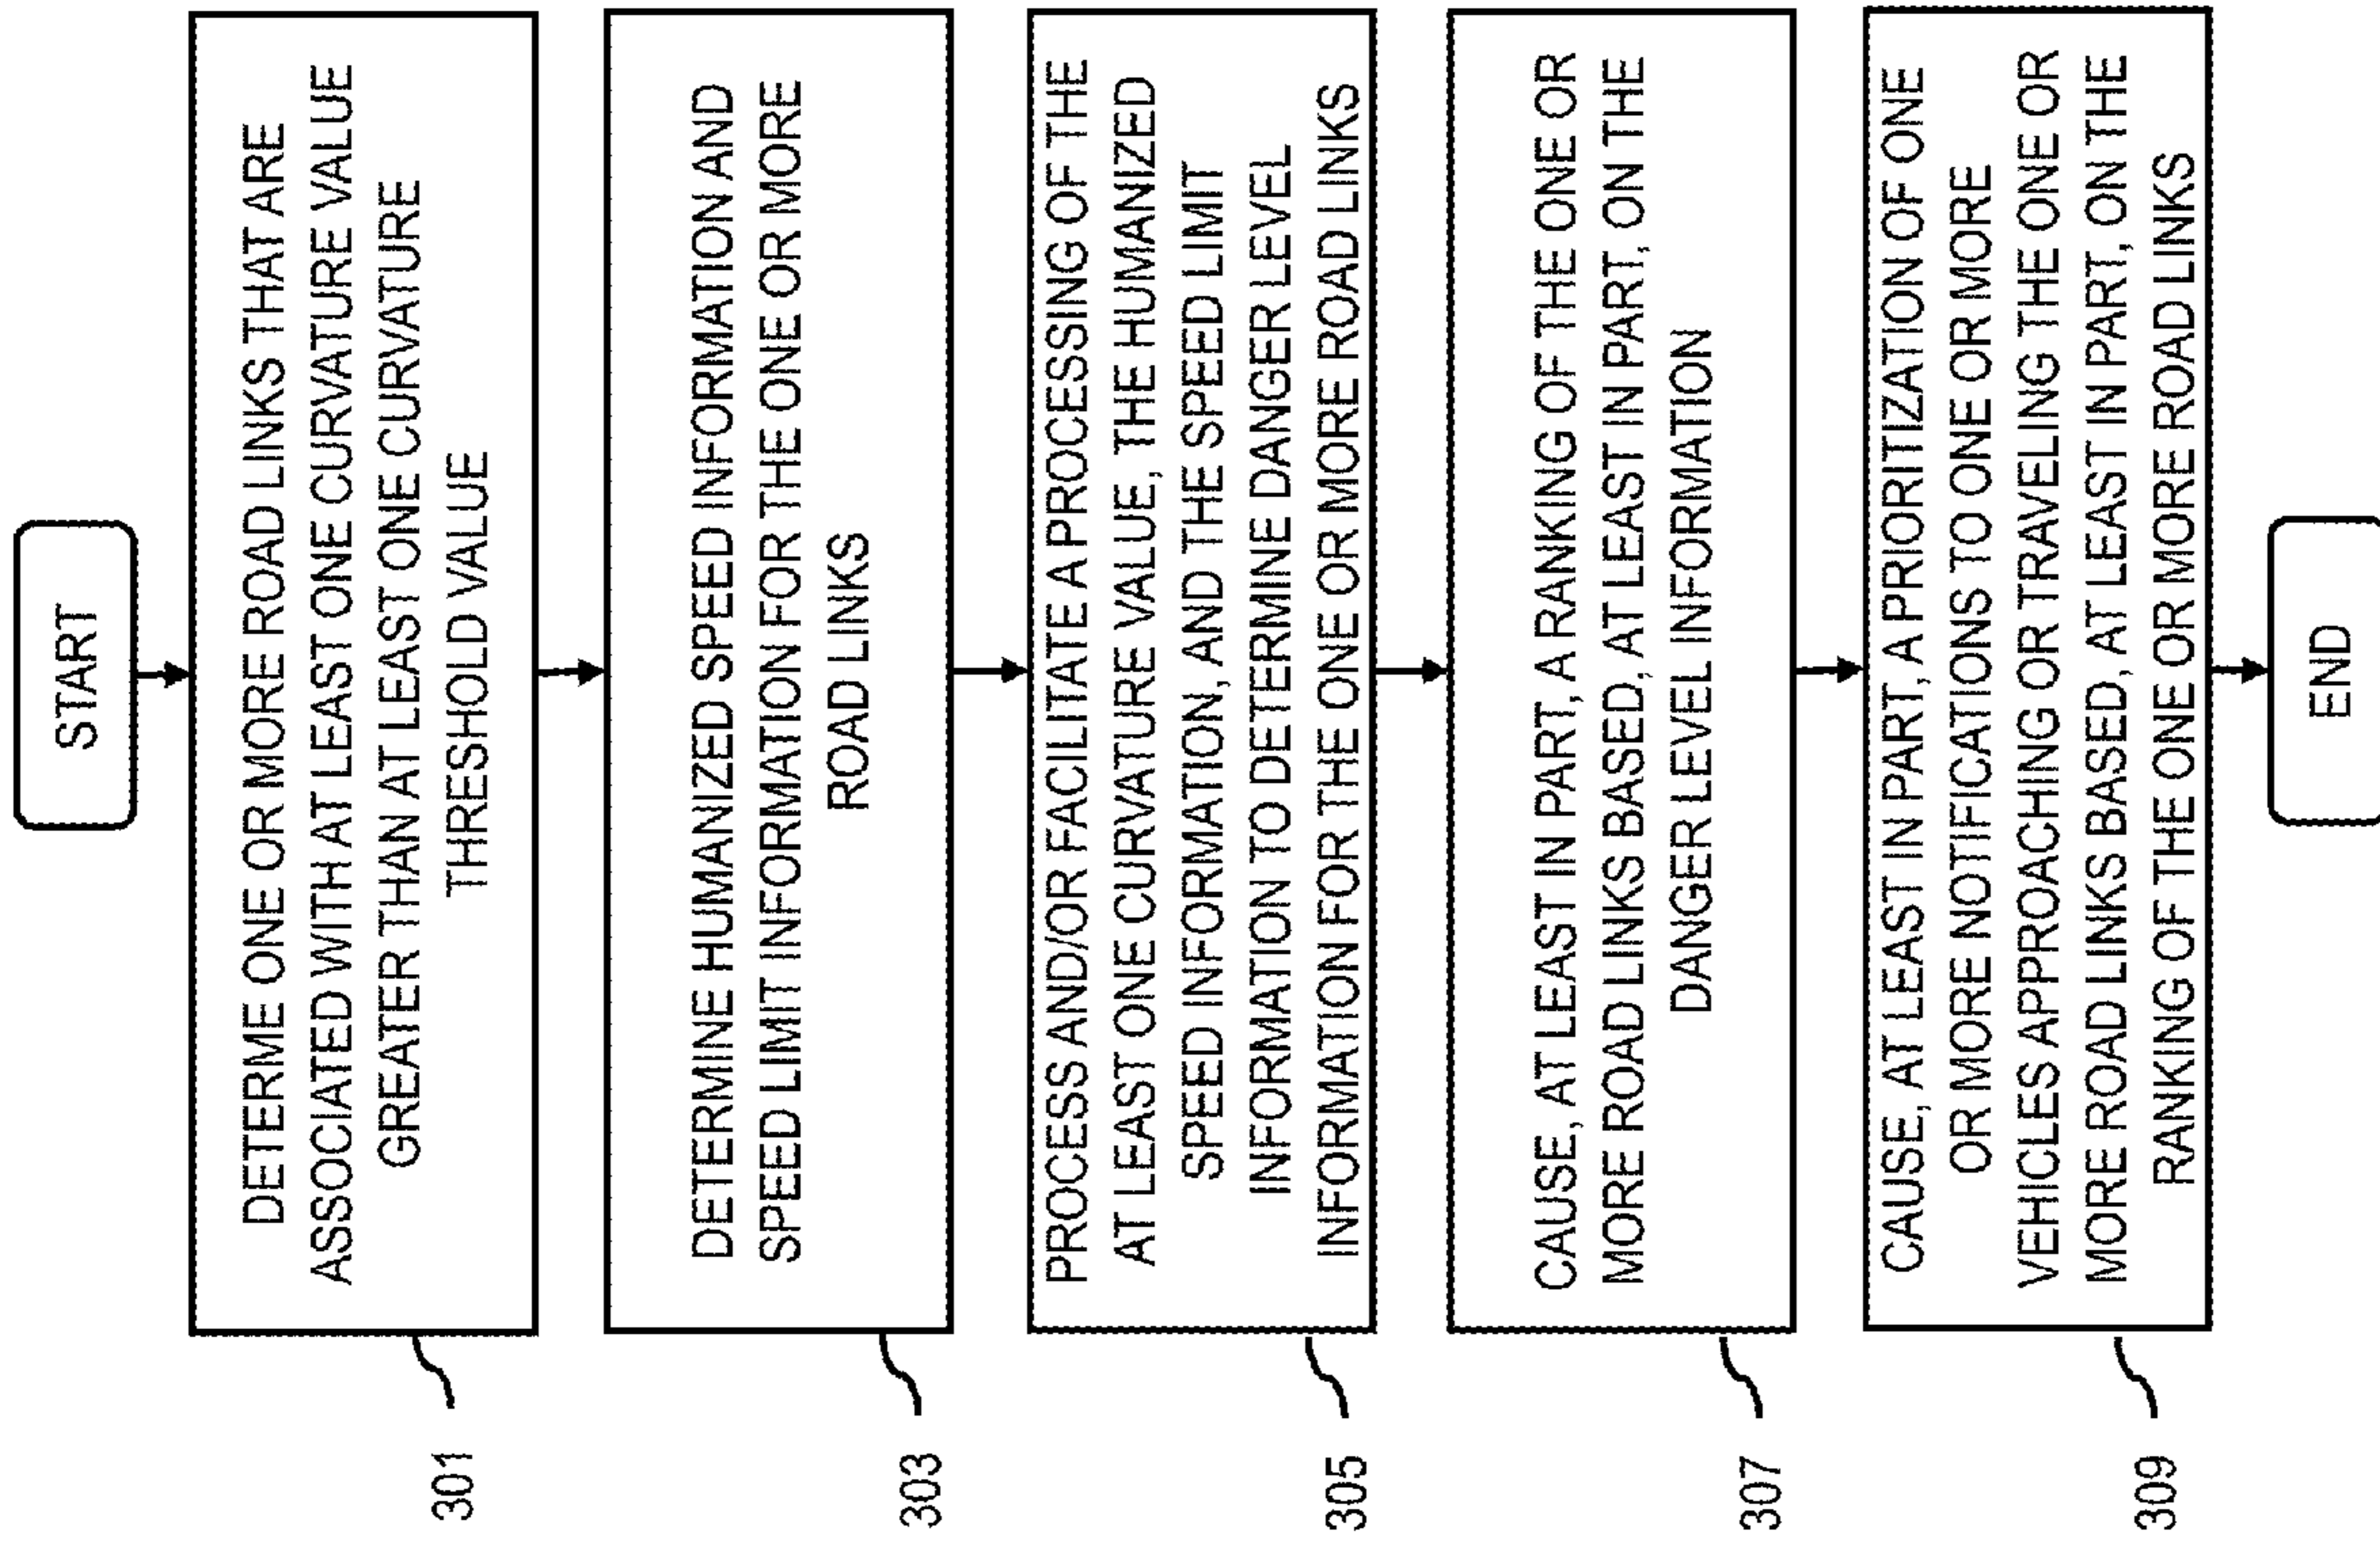 START
DETERME ONE OR MORE ROAD LINKS THAT ARE
ASSOCIATED WITH AT LEAST ONE CURVATURE VALUE
GREATER THAN AT LEAST ONE CURVATURE
THRESHOLD VALUE
301
DETERMINE HUMANIZED SPEED INFORMATION AND
SPEED LIMIT INFORMATION FOR THE ONE OR MORE
ROAD LINKS
303
PROCESS AND/OR FACILITATE A PROCESSING OF THE
AT LEAST ONE CURVATURE VALUE, THE HUMANIZED
SPEED INFORMATION, AND THE SPEED LIMIT
INFORMATION TO DETERMINE DANGER LEVEL
INFORMATION FOR THE ONE OR MORE ROAD LINKS
305
CAUSE, AT LEAST IN PART, A RANKING OF THE ONE OR
MORE ROAD LINKS BASED, AT LEAST IN PART, ON THE
DANGER LEVEL INFORMATION
307
CAUSE, AT LEAST IN PART, A PRIORITIZATION OF ONE
OR MORE NOTIFICATIONS TO ONE OR MORE
VEHICLES APPROACHING OR TRAVELING THE ONE OR
MORE ROAD LINKS BASED, AT LEAST IN PART, ON THE
RANKING OF THE ONE OR MORE ROAD LINKS
309
END